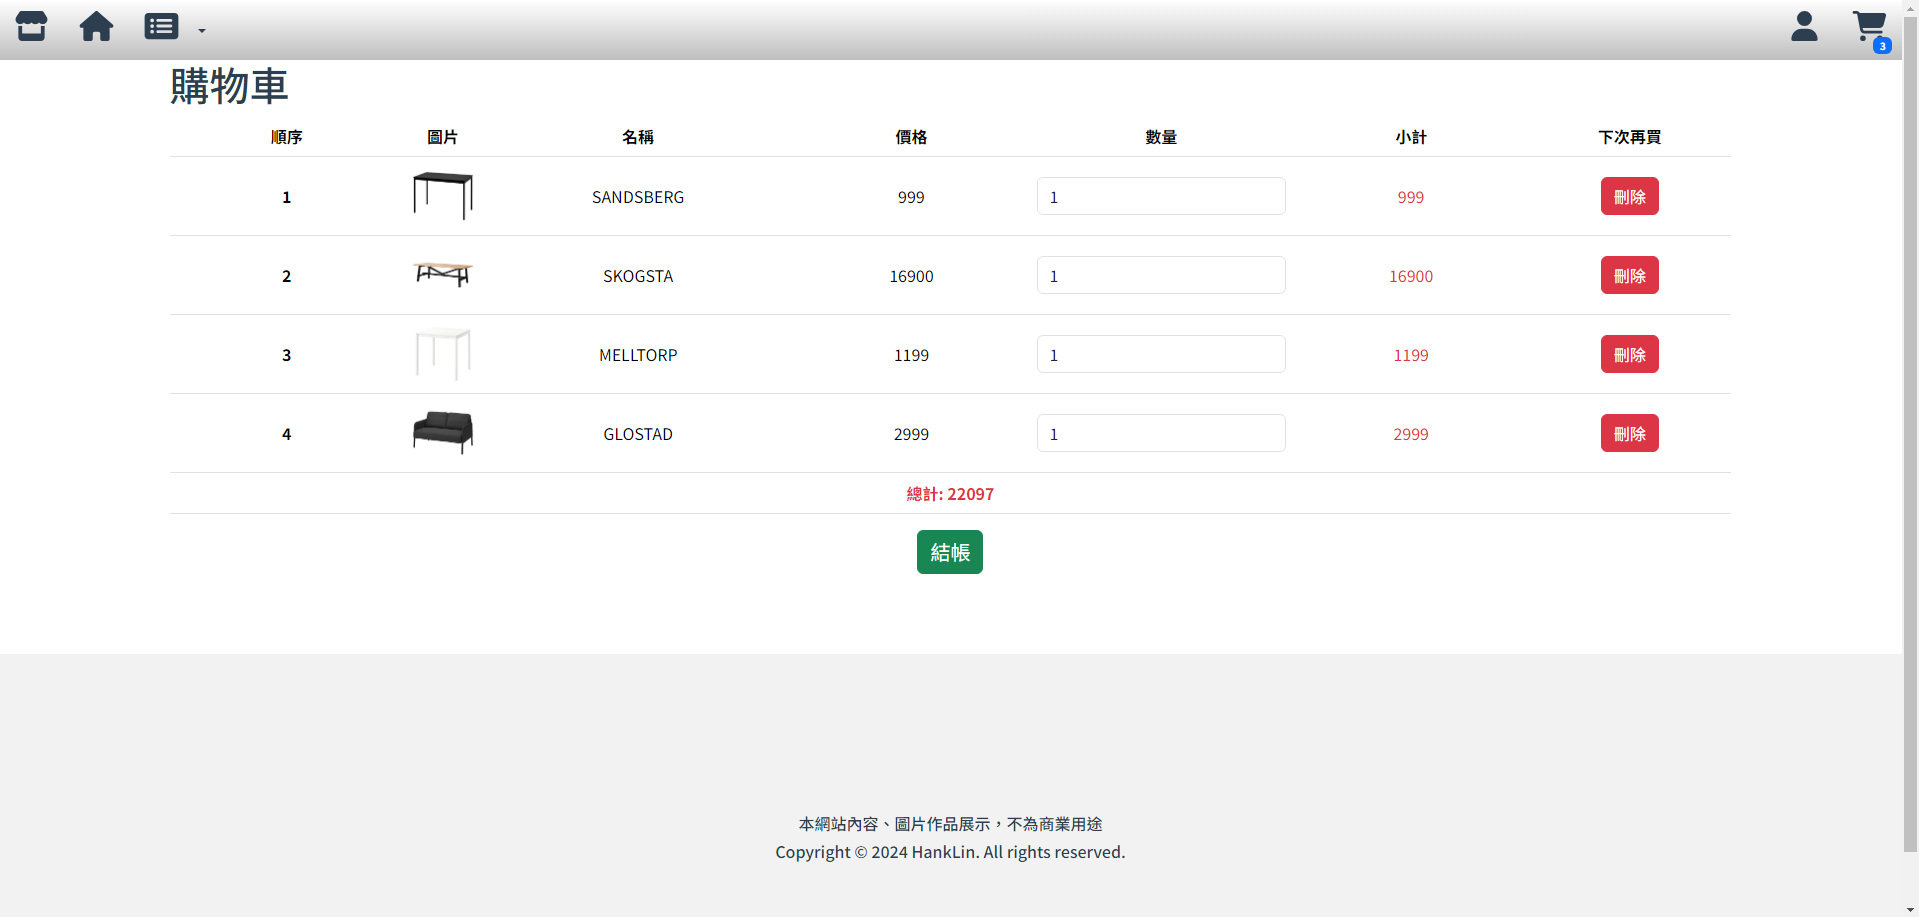 3
購物車
順序 圖片 名稱 價格 數量 小計 下次再買
1 SANDSBERG 999 1 999 刪除
2 SKOGSTA 16900 1 16900 刪除
3 MELLTORP 1199 1 1199 刪除
4 GLOSTAD 2999 1 2999 刪除
總計: 22097
結帳
本網站內容、圖片作品展示，不為商業用途
Copyright © 2024 HankLin. All rights reserved.